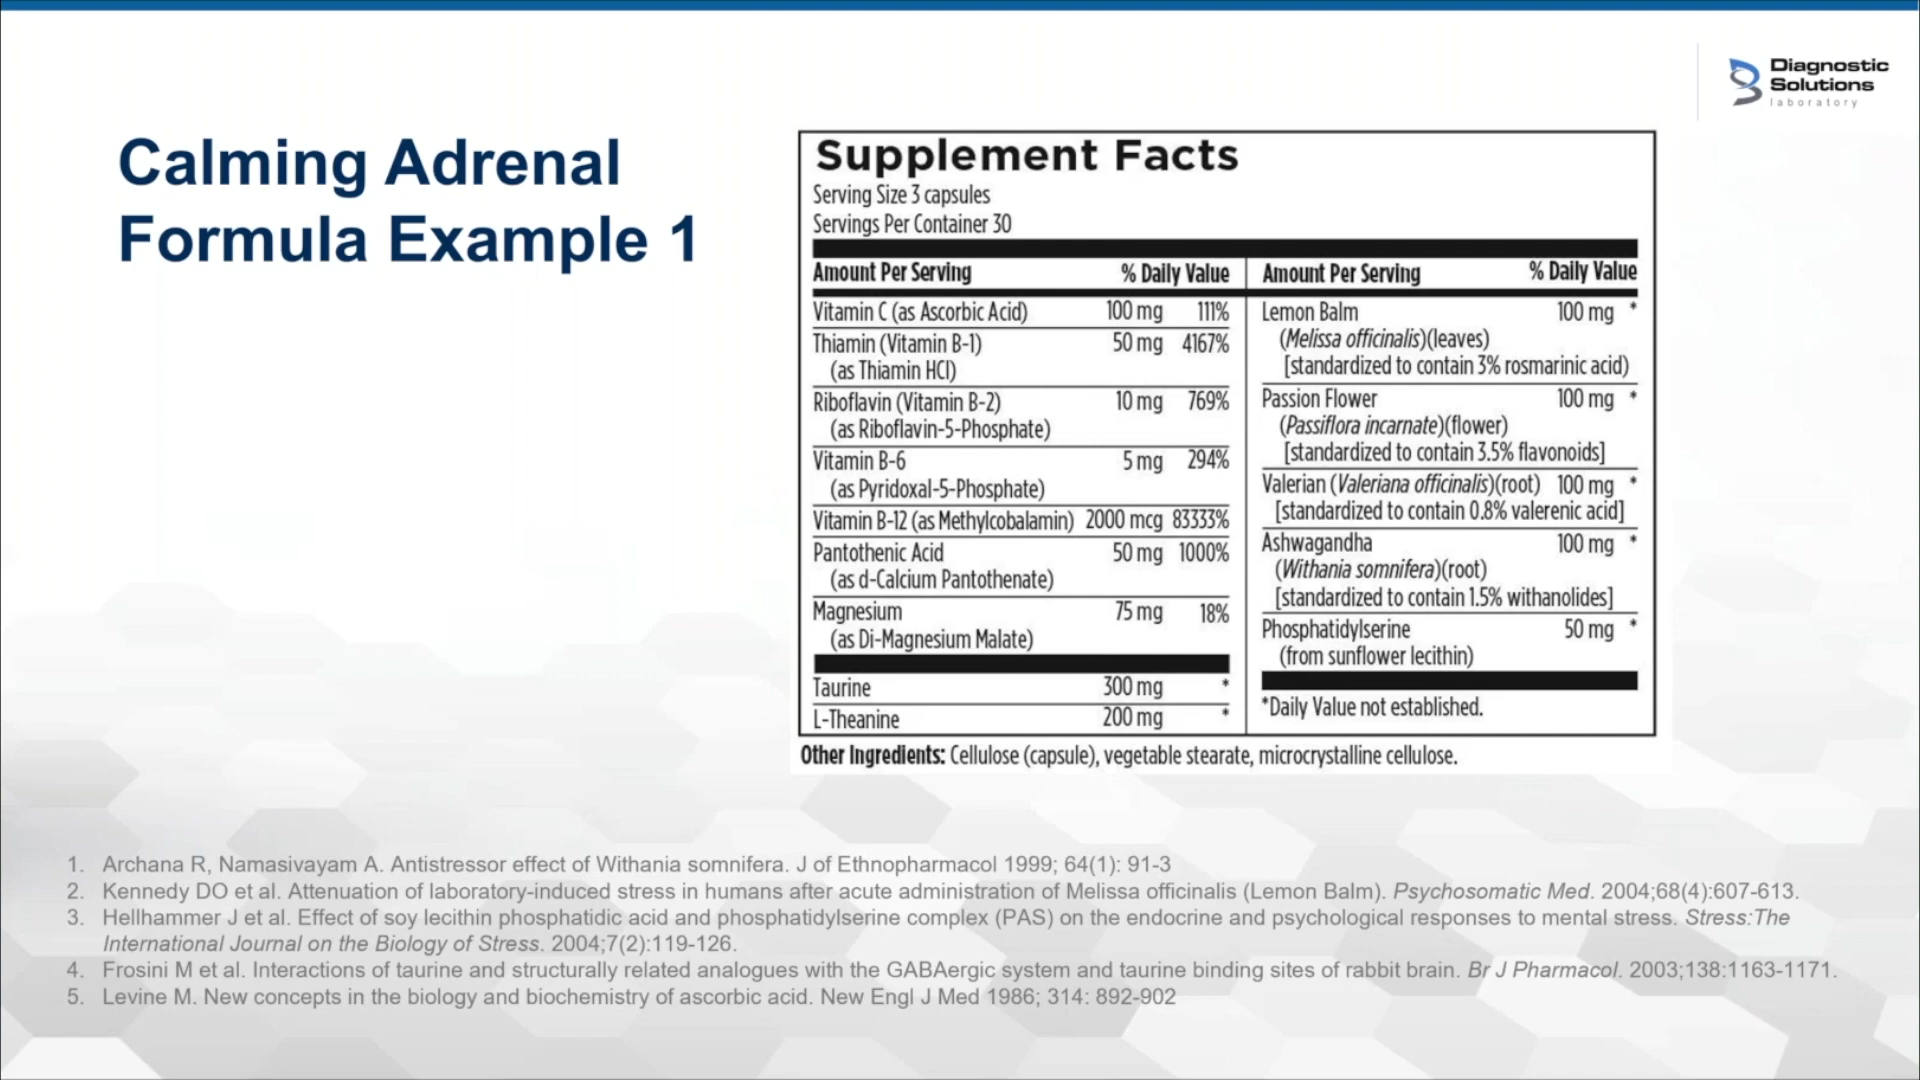 Diagnostic
Solutions
laboratory
Calming Adrenal
Formula Example 1
Supplement Facts
Serving Size 3 capsules
Servings Per Container 30
Amount Per Serving % Daily Value
Vitamin C (as Ascorbic Acid) 100 mg 111%
Thiamin (Vitamin B-1) 50 mg 4167%
(as Thiamin HCl)
Riboflavin (Vitamin B-2) 10 mg 769%
(as Riboflavin-5-Phosphate)
Vitamin B-6 5 mg 294%
(as Pyridoxal-5-Phosphate)
Vitamin B-12 (as Methylcobalamin) 2000 mcg 83333%
Pantothenic Acid 50 mg 1000%
(as d-Calcium Pantothenate)
Magnesium 75 mg 18%
(as Di-Magnesium Malate)
Taurine 300 mg *
L-Theanine 200 mg *
Amount Per Serving % Daily Value
Lemon Balm 100 mg *
(Melissa officinalis)(leaves)
[standardized to contain 3% rosmarinic acid)
Passion Flower 100 mg *
(Passiflora incarnate)(flower)
[standardized to contain 3.5% flavonoids]
Valerian (Valeriana officinalis)(root) 100 mg *
[standardized to contain 0.8% valerenic acid]
Ashwagandha 100 mg *
(Withania somnifera)(root)
[standardized to contain 1.5% withanolides]
Phosphatidylserine 50 mg *
(from sunflower lecithin)
*Daily Value not established.
Other Ingredients: Cellulose (capsule), vegetable stearate, microcrystalline cellulose.
1. Archana R, Namasivayam A. Antistressor effect of Withania somnifera. J of Ethnopharmacol 1999; 64(1): 91-3
2. Kennedy DO et al. Attenuation of laboratory-induced stress in humans after acute administration of Melissa officinalis (Lemon Balm). Psychosomatic Med. 2004;68(4):607-613.
3. Hellhammer J et al. Effect of soy lecithin phosphatidic acid and phosphatidylserine complex (PAS) on the endocrine and psychological responses to mental stress. Stress:The
International Journal on the Biology of Stress. 2004;7(2):119-126.
4. Frosini M et al. Interactions of taurine and structurally related analogues with the GABAergic system and taurine binding sites of rabbit brain. Br J Pharmacol. 2003;138:1163-1171.
5. Levine M. New concepts in the biology and biochemistry of ascorbic acid. New Engl J Med 1986; 314: 892-902